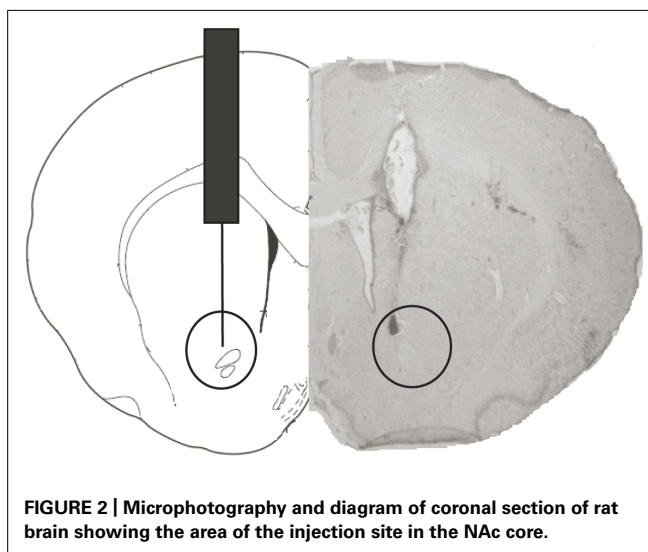 FIGURE 2 | Microphotography and diagram of coronal section of rat
brain showing the area of the injection site in the NAc core.